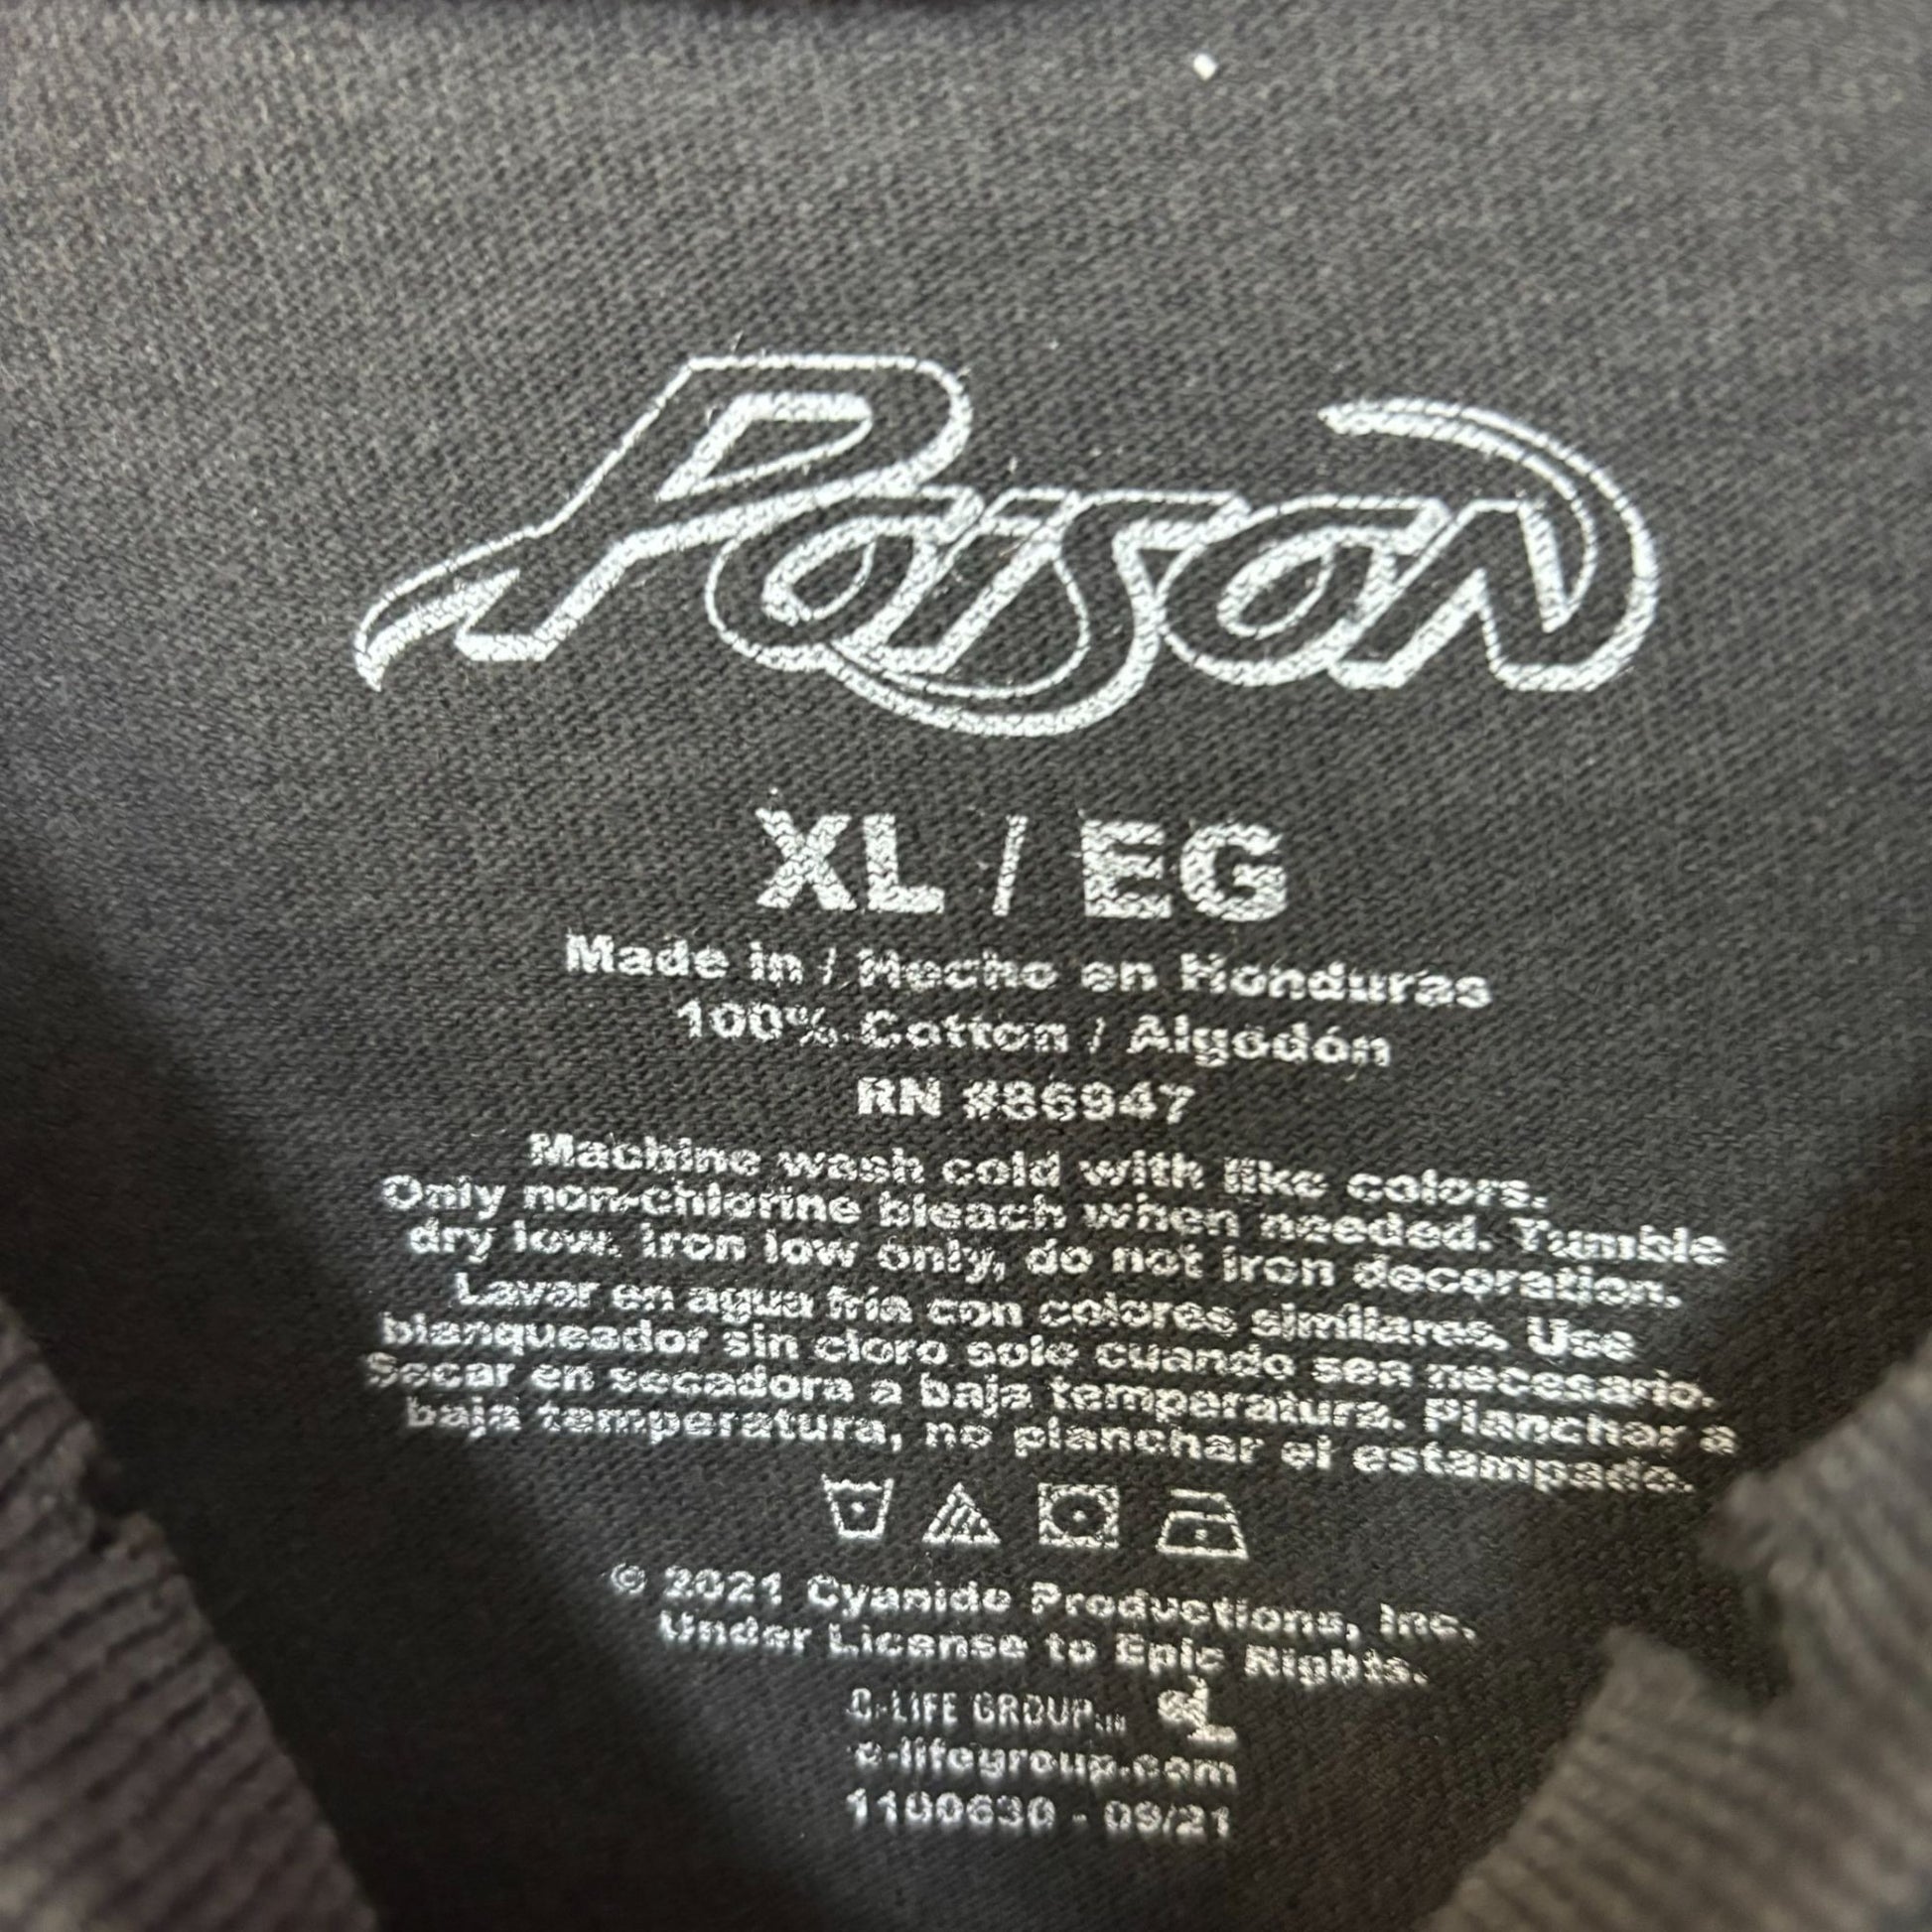 Poison
XL / EG
Made in / Hecho en Honduras
100% Cotton / Algodón
RN #86947
Machine wash cold with like colors.
Only non-chlorine bleach when needed. Tumble
dry low. Iron low only, do not iron decoration.
Lavar en agua fría con colores similares. Use
blanqueador sin cloro solo cuando sea necesario.
Secar en secadora a baja temperatura. Planchar a
baja temperatura, no planchar el estampado.
© 2021 Cyanide Productions, Inc.
Under License to Epic Rights.
C-LIFE GROUP
c-lifegroup.com
1100630 - 09/21